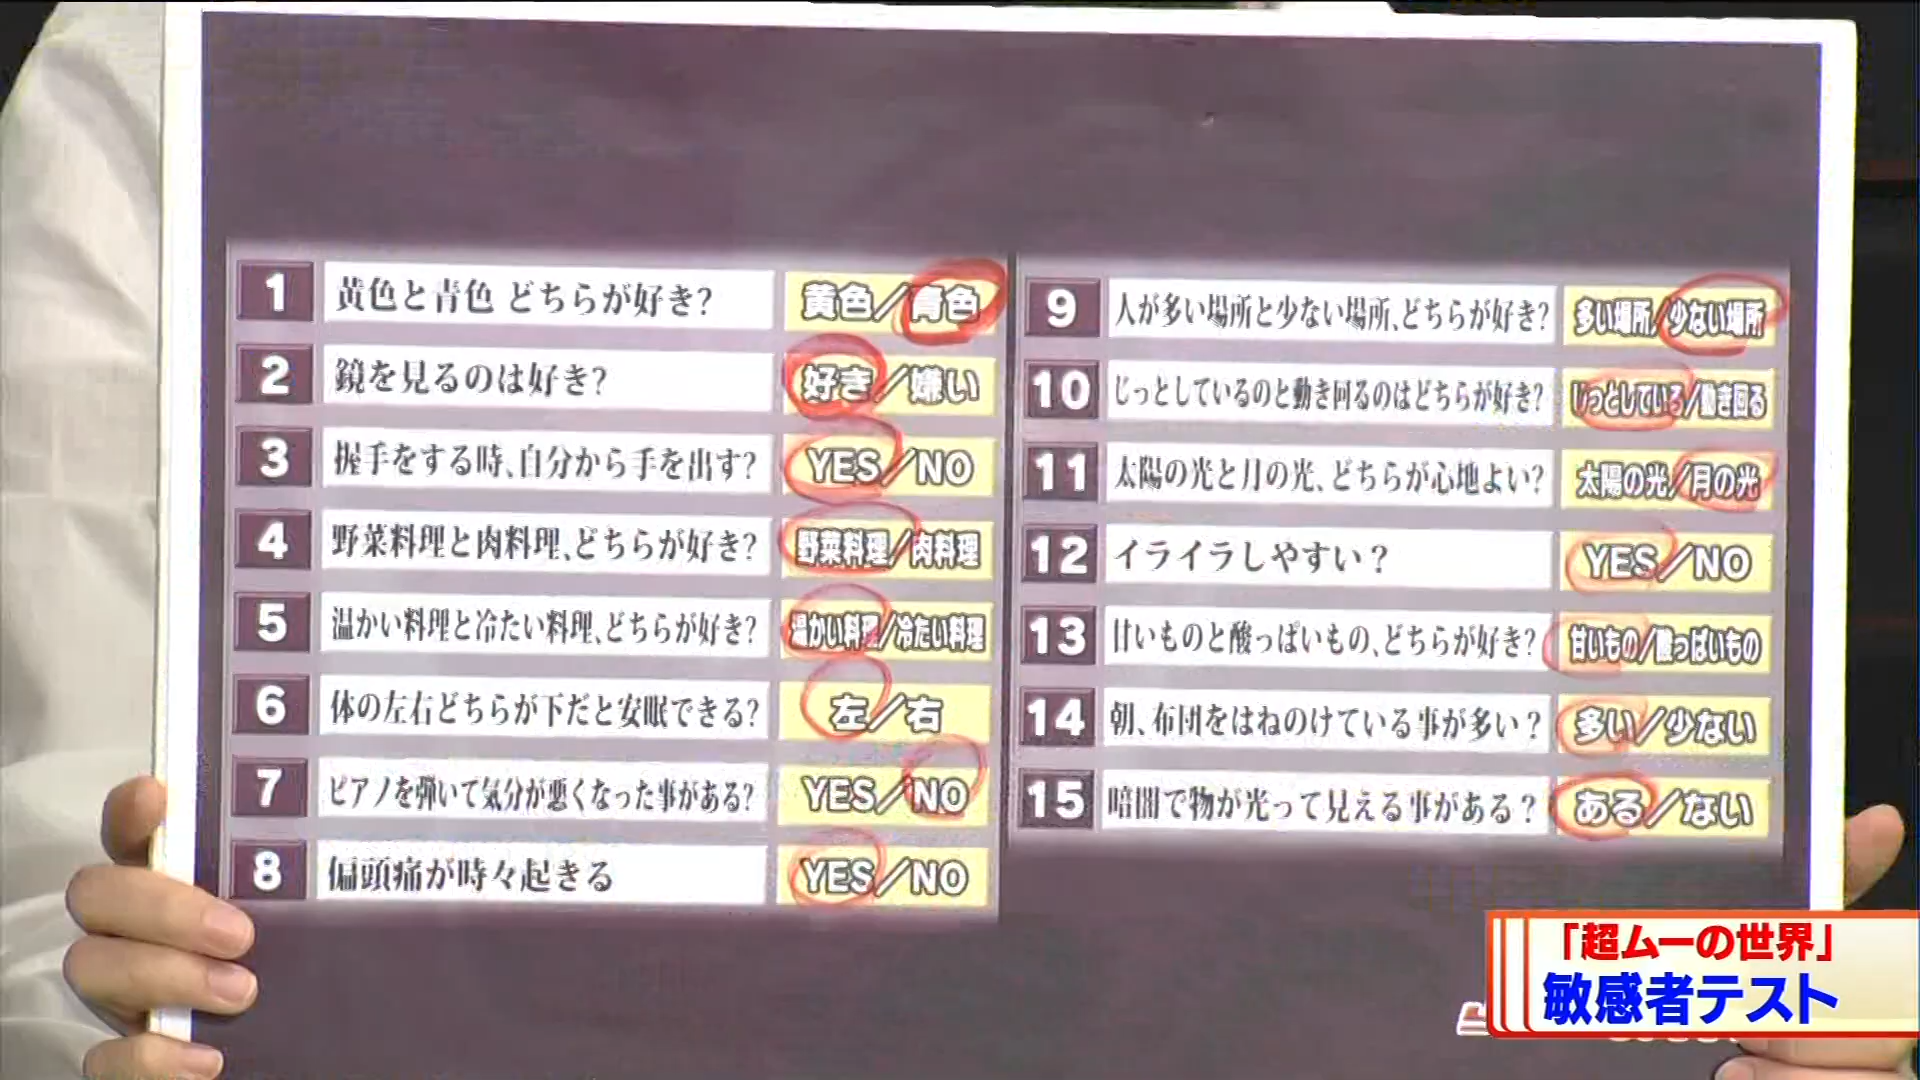 1 黄色と青色 どちらが好き? 黄色/青色
2 鏡を見るのは好き? 好き/嫌い
3 握手をする時、自分から手を出す? YES/NO
4 野菜料理と肉料理、どちらが好き? 野菜料理/肉料理
5 温かい料理と冷たい料理、どちらが好き? 温かい料理/冷たい料理
6 体の左右どちらが下だと安眠できる? 左/右
7 ピアノを弾いて気分が悪くなった事がある? YES/NO
8 偏頭痛が時々起きる YES/NO
9 人が多い場所と少ない場所、どちらが好き? 多い場所/少ない場所
10 じっとしているのと動き回るのはどちらが好き? じっとしている/動き回る
11 太陽の光と月の光、どちらが心地よい? 太陽の光/月の光
12 イライラしやすい? YES/NO
13 甘いものと酸っぱいもの、どちらが好き? 甘いもの/酸っぱいもの
14 朝、布団をはねのけている事が多い? 多い/少ない
15 暗闇で物が光って見える事がある? ある/ない
「超ムーの世界」
敏感者テスト